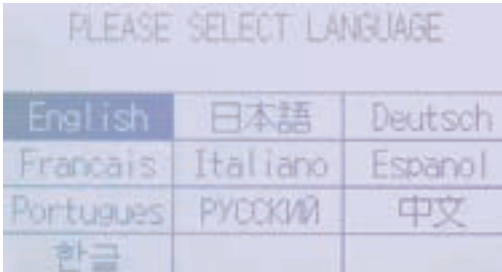 PLEASE SELECT LANGUAGE
English 日本語 Deutsch
Francais Italiano Espanol
Portugues РУССКИЙ 中文
한글